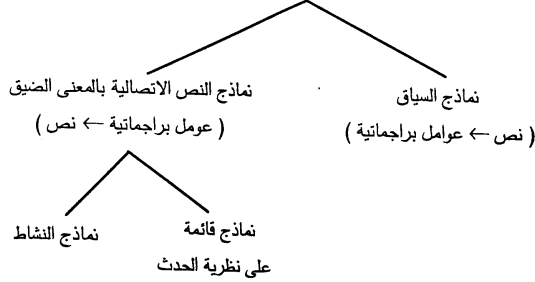 نماذج السياق
( نص ← عوامل براجماتية )
نماذج النص الاتصالية بالمعنى الضيق
( عومل براجماتية ← نص )
نماذج قائمة
على نظرية الحدث
نماذج النشاط